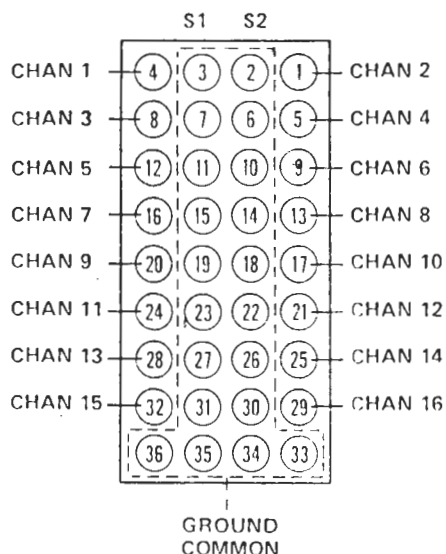 S1 S2
CHAN 1 4 3 2 1 CHAN 2
CHAN 3 8 7 6 5 CHAN 4
CHAN 5 12 11 10 9 CHAN 6
CHAN 7 16 15 14 13 CHAN 8
CHAN 9 20 19 18 17 CHAN 10
CHAN 11 24 23 22 21 CHAN 12
CHAN 13 28 27 26 25 CHAN 14
CHAN 15 32 31 30 29 CHAN 16
36 35 34 33
GROUND
COMMON